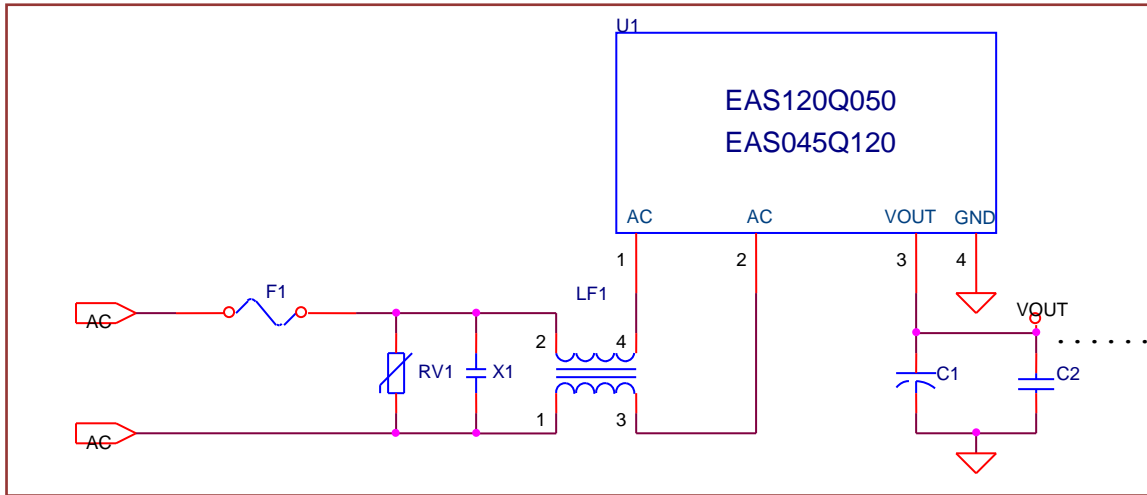 U1
EAS120Q050
EAS045Q120
AC AC VOUT GND
1 2 3 4
F1 LF1 VOUT
AC
2 4
RV1 X1 C1 C2
1 3
AC